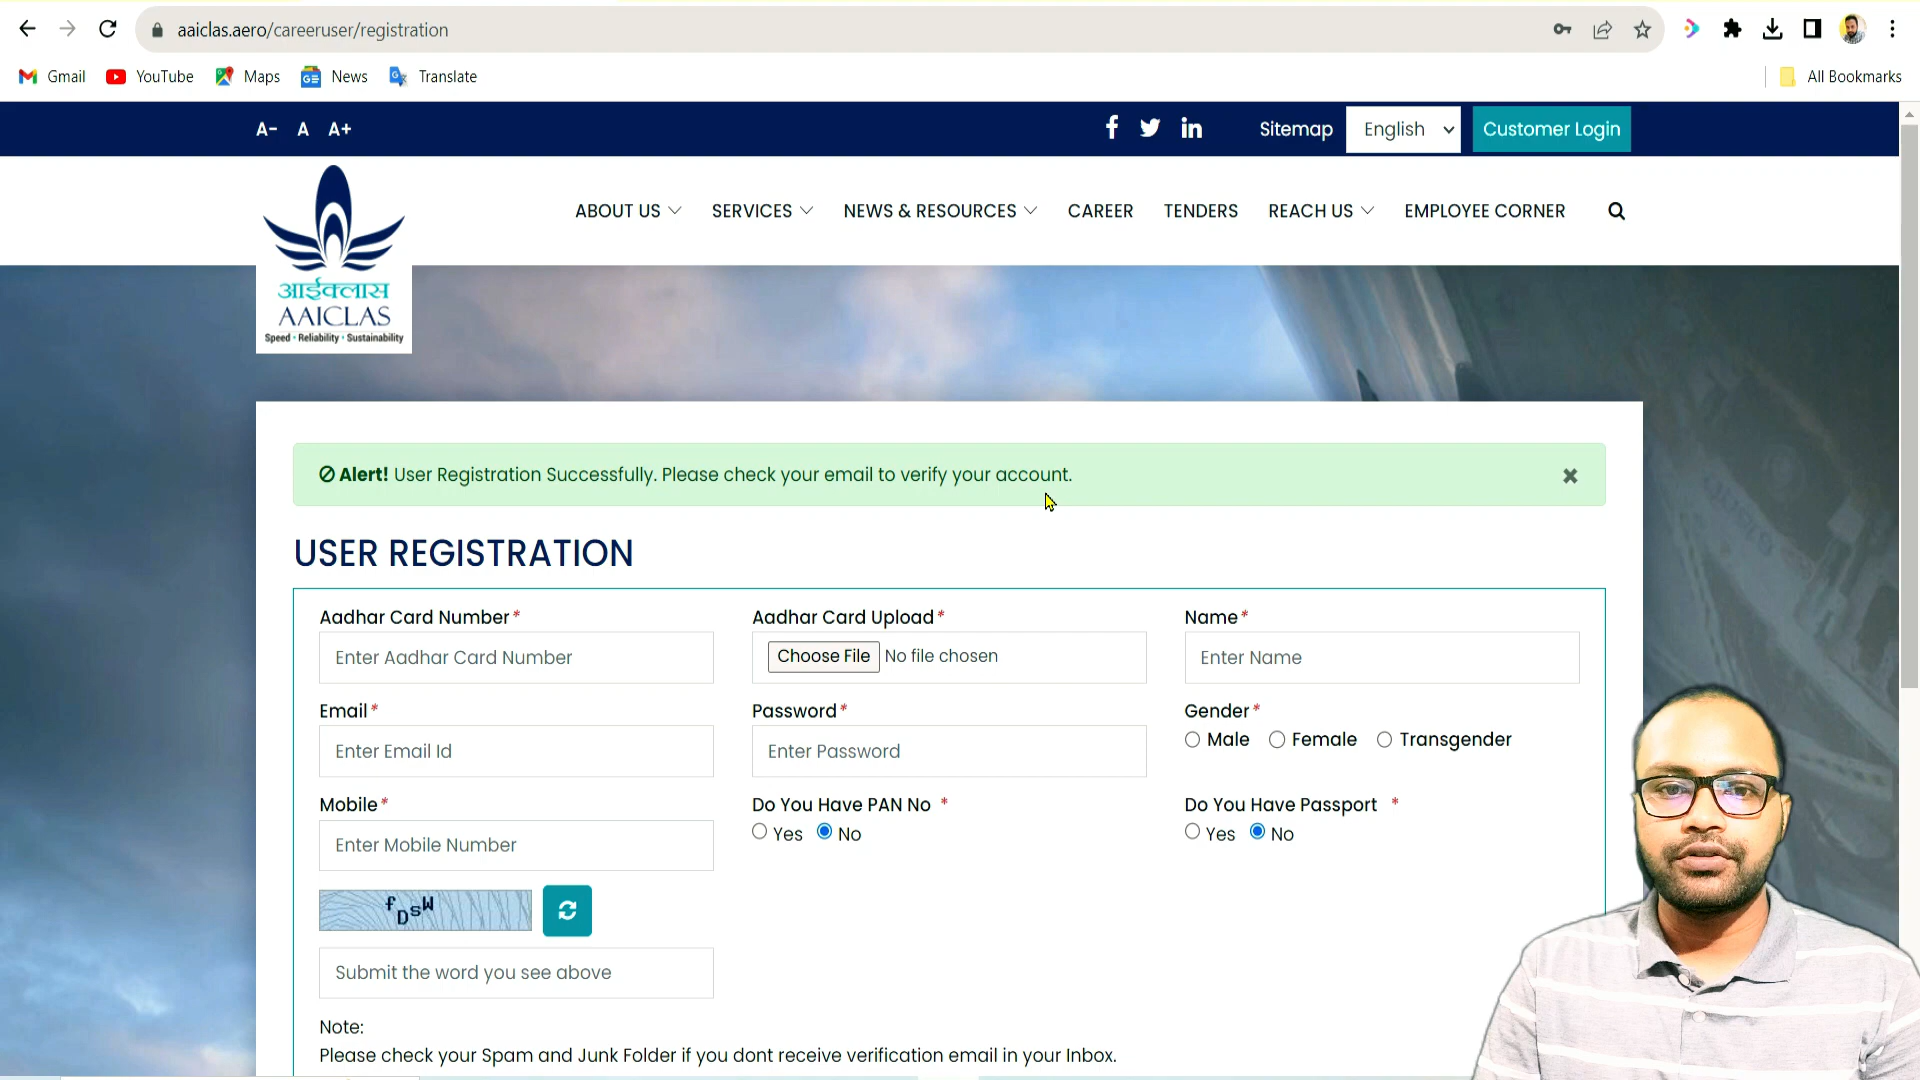 aaiclas.aero/careeruser/registration
Gmail YouTube Maps News Translate All Bookmarks
A- A A+ Sitemap English Customer Login
ABOUT US SERVICES NEWS & RESOURCES CAREER TENDERS REACH US EMPLOYEE CORNER
आईक्लास
AAICLAS
Speed • Reliability • Sustainability
Alert! User Registration Successfully. Please check your email to verify your account.
USER REGISTRATION
Aadhar Card Number* Aadhar Card Upload* Name*
Enter Aadhar Card Number Choose File No file chosen Enter Name
Email* Password* Gender*
Enter Email Id Enter Password Male Female Transgender
Mobile* Do You Have PAN No * Do You Have Passport *
Enter Mobile Number Yes No Yes No
fDsW
Submit the word you see above
Note:
Please check your Spam and Junk Folder if you dont receive verification email in your Inbox.